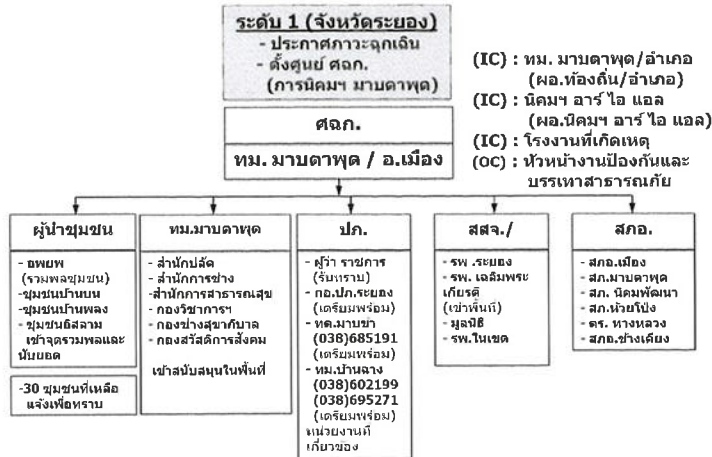 ระดับ 1 (จังหวัดระยอง)
- ประกาศภาวะฉุกเฉิน
- ตั้งศูนย์ ศฉก.
(การนิคมฯ มาบตาพุด)
(IC) : ทม. มาบตาพุด/อำเภอ
(ผอ.ท้องถิ่น/อำเภอ)
(IC) : นิคมฯ อาร์ ไอ แอล
(ผอ.นิคมฯ อาร์ ไอ แอล)
(IC) : โรงงานที่เกิดเหตุ
(OC) : หัวหน้างานป้องกันและ
บรรเทาสาธารณภัย
ศฉก.
ทม. มาบตาพุด / อ.เมือง
ผู้นำชุมชน
- อพยพ
(รวมพลชุมชน)
-ชุมชนบ้านบน
-ชุมชนบ้านพลง
- ชุมชนอิสลาม
เข้าจุดรวมพลและ
นับยอด
-30 ชุมชนที่เหลือ
แจ้งเพื่อทราบ
ทม.มาบตาพุด
- สำนักปลัด
- สำนักการช่าง
-สำนักการสาธารณสุข
- กองวิชาการฯ
- กองช่างสุขาภิบาล
- กองสวัสดิการสังคม
เข้าสนับสนุนในพื้นที่
ปภ.
- ผู้ว่า ราชการ
(รับทราบ)
- กอ.ปภ.ระยอง
(เตรียมพร้อม)
- ทต.มาบข่า
(038)685191
(เตรียมพร้อม)
- ทม.บ้านฉาง
(038)602199
(038)695271
(เตรียมพร้อม)
หน่วยงานที่
เกี่ยวข้อง
สสจ./
- รพ .ระยอง
- รพ. เฉลิมพระ
เกียรติ
(เข้าพื้นที่)
- มูลนิธิ
- รพ.ในเขต
สภอ.
- สภอ.เมือง
- สภ.มาบตาพุด
- สภ. นิคมพัฒนา
- สภ.ห้วยโป่ง
- ตร. ทางหลวง
- สภอ.ข้างเคียง